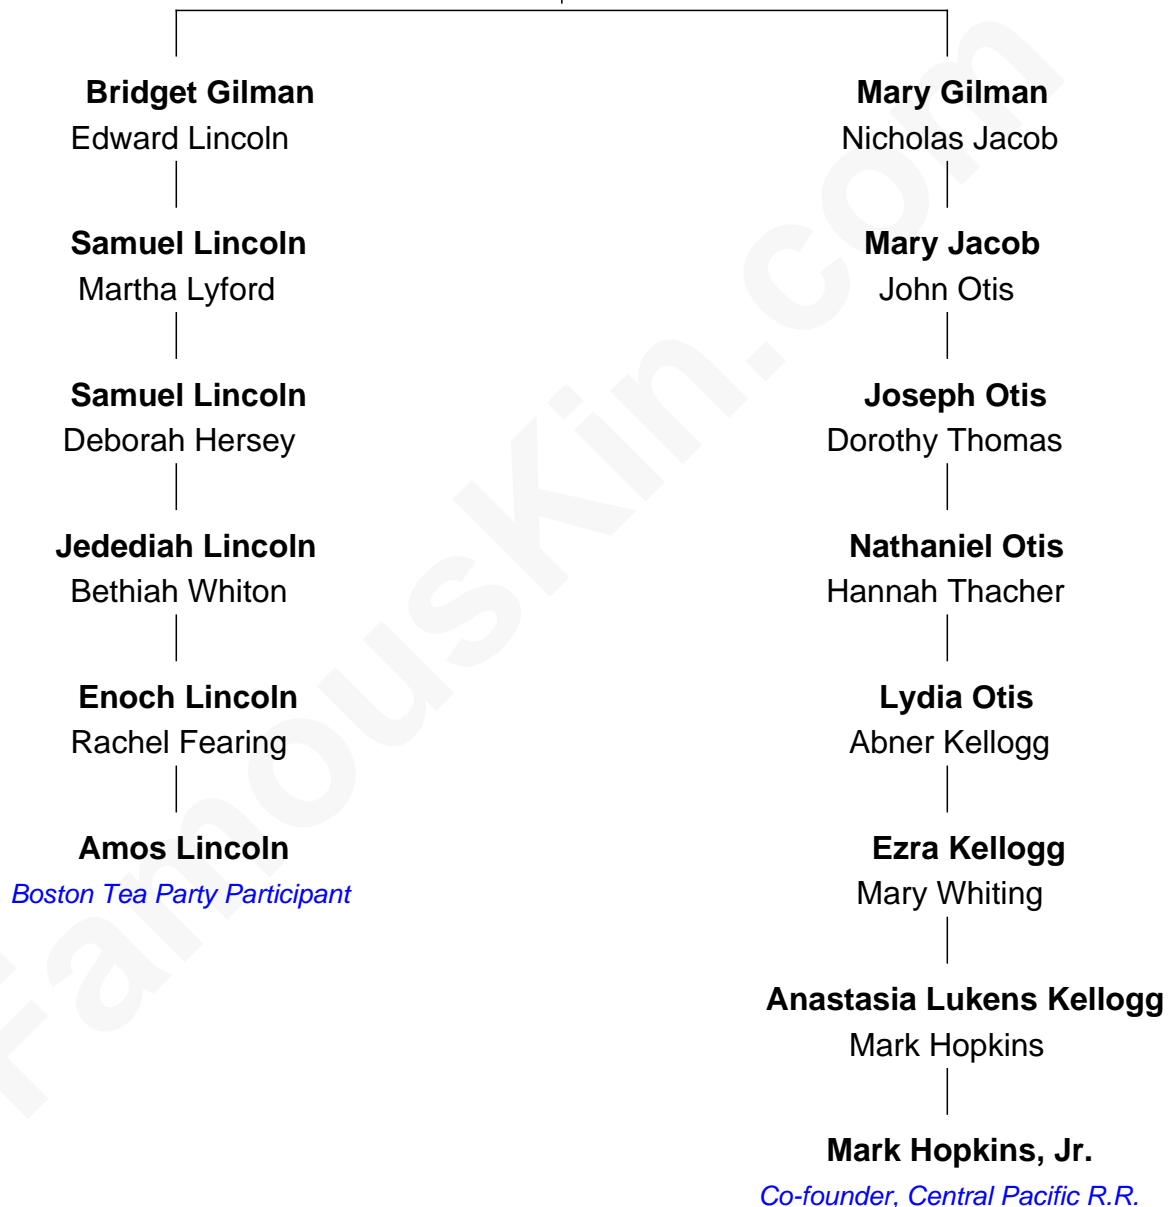 Bridget Gilman
Edward Lincoln
Samuel Lincoln
Martha Lyford
Samuel Lincoln
Deborah Hersey
Jedediah Lincoln
Bethiah Whiton
Enoch Lincoln
Rachel Fearing
Amos Lincoln
Boston Tea Party Participant
Mary Gilman
Nicholas Jacob
Mary Jacob
John Otis
Joseph Otis
Dorothy Thomas
Nathaniel Otis
Hannah Thacher
Lydia Otis
Abner Kellogg
Ezra Kellogg
Mary Whiting
Anastasia Lukens Kellogg
Mark Hopkins
Mark Hopkins, Jr.
Co-founder, Central Pacific R.R.
FamousKin.com